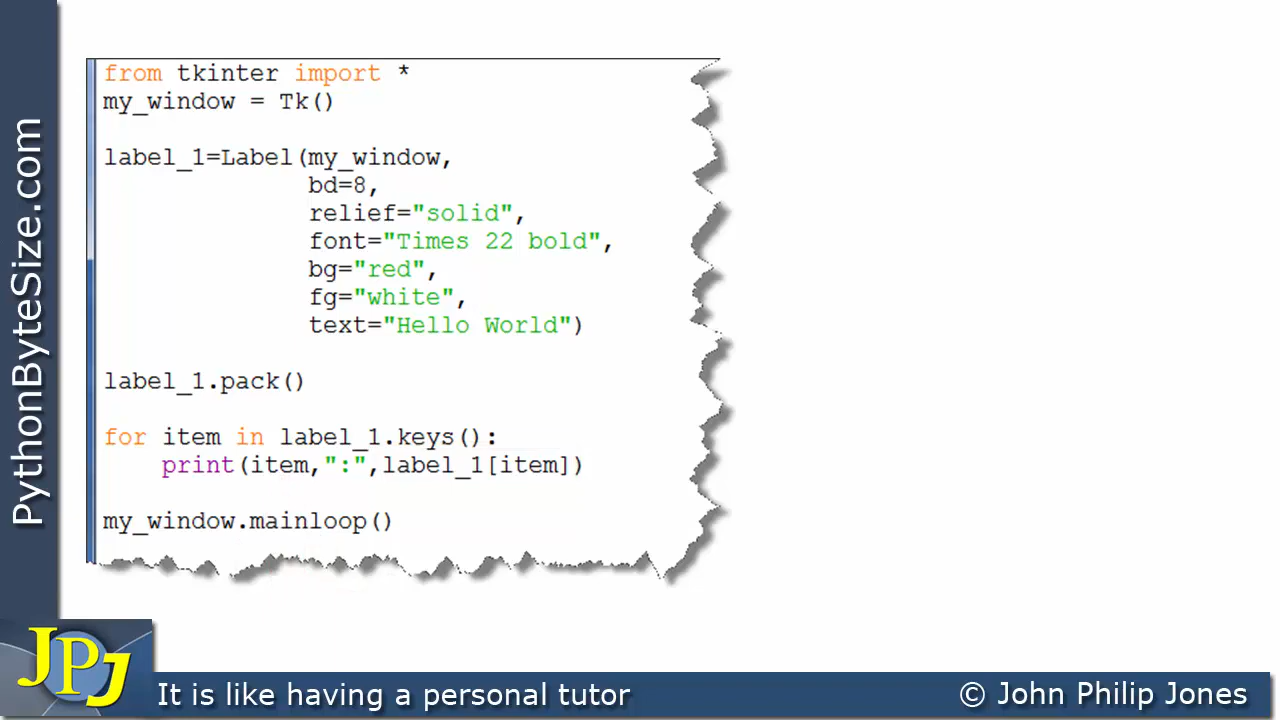 PythonByteSize.com
from tkinter import *
my_window = Tk()
label_1=Label(my_window,
bd=8,
relief="solid",
font="Times 22 bold",
bg="red",
fg="white",
text="Hello World")
label_1.pack()
for item in label_1.keys():
print(item,":",label_1[item])
my_window.mainloop()
JPJ
It is like having a personal tutor
© John Philip Jones